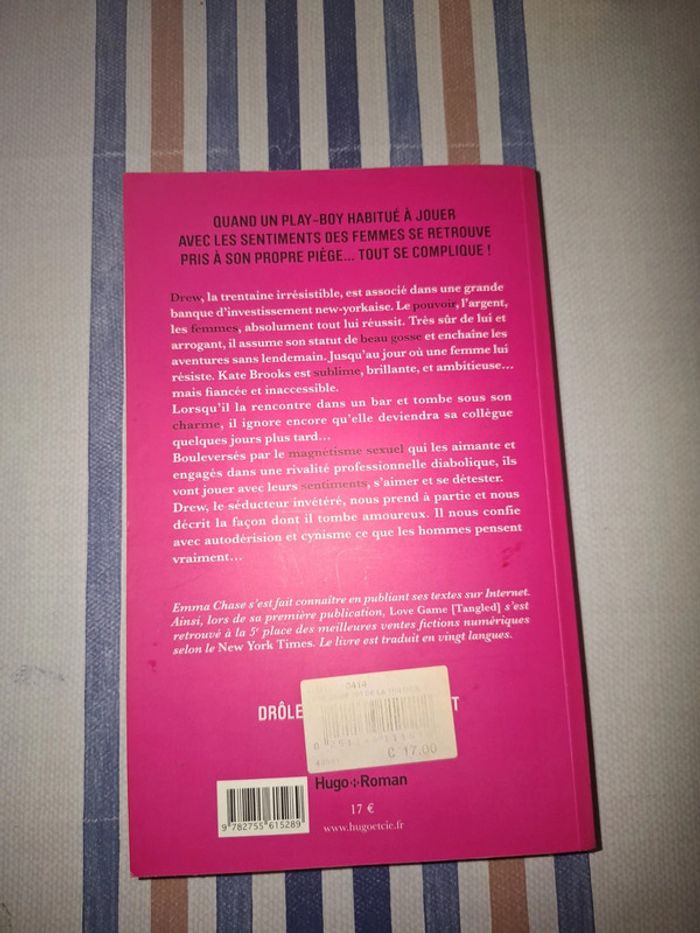 QUAND UN PLAY-BOY HABITUÉ À JOUER
AVEC LES SENTIMENTS DES FEMMES SE RETROUVE
PRIS À SON PROPRE PIÈGE... TOUT SE COMPLIQUE !
Drew, la trentaine irrésistible, est associé dans une grande
banque d'investissement new-yorkaise. Le pouvoir, l'argent,
les femmes, absolument tout lui réussit. Très sûr de lui et
arrogant, il assume son statut de beau gosse et enchaîne les
aventures sans lendemain. Jusqu'au jour où une femme lui
résiste. Kate Brooks est sublime, brillante, et ambitieuse...
mais fiancée et inaccessible.
Lorsqu'il la rencontre dans un bar et tombe sous son
charme, il ignore encore qu'elle deviendra sa collègue
quelques jours plus tard...
Bouleversés par le magnétisme sexuel qui les aimante et
engagés dans une rivalité professionnelle diabolique, ils
vont jouer avec leurs sentiments, s'aimer et se détester.
Drew, le séducteur invétéré, nous prend à partie et nous
décrit la façon dont il tombe amoureux. Il nous confie
avec autodérision et cynisme ce que les hommes pensent
vraiment...
Emma Chase s'est fait connaître en publiant ses textes sur Internet.
Ainsi, lors de sa première publication, Love Game [Tangled] s'est
retrouvé à la 5e place des meilleures ventes fictions numériques
selon le New York Times. Le livre est traduit en vingt langues.
0414
DRÔLE
€ 17.00
Hugo+Roman
17 €
www.hugoetcie.fr
9 782755 615289